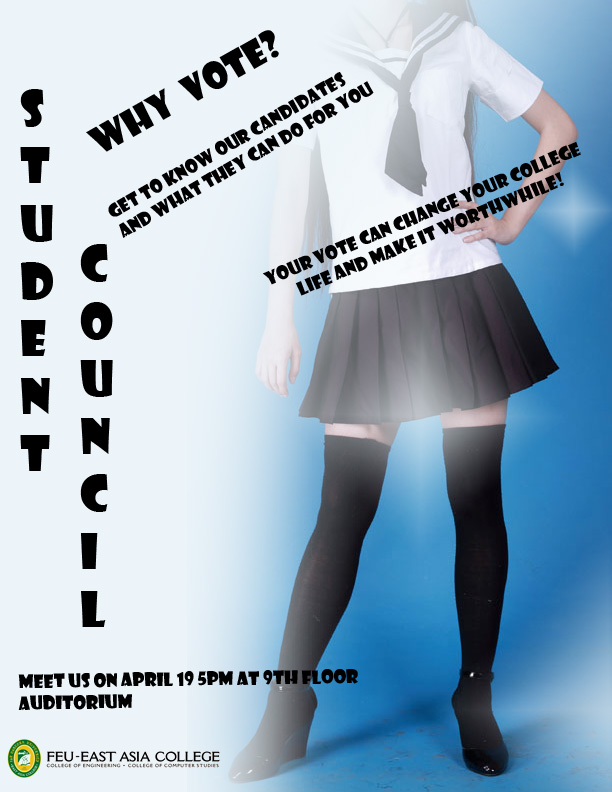 STUDENT
COUNCIL
WHY VOTE?
GET TO KNOW OUR CANDIDATES
AND WHAT THEY CAN DO FOR YOU
YOUR VOTE CAN CHANGE YOUR COLLEGE
LIFE AND MAKE IT WORTHWHILE!
MEET US ON APRIL 19 5PM AT 9TH FLOOR
AUDITORIUM
FEU-EAST ASIA COLLEGE
COLLEGE OF ENGINEERING • COLLEGE OF COMPUTER STUDIES